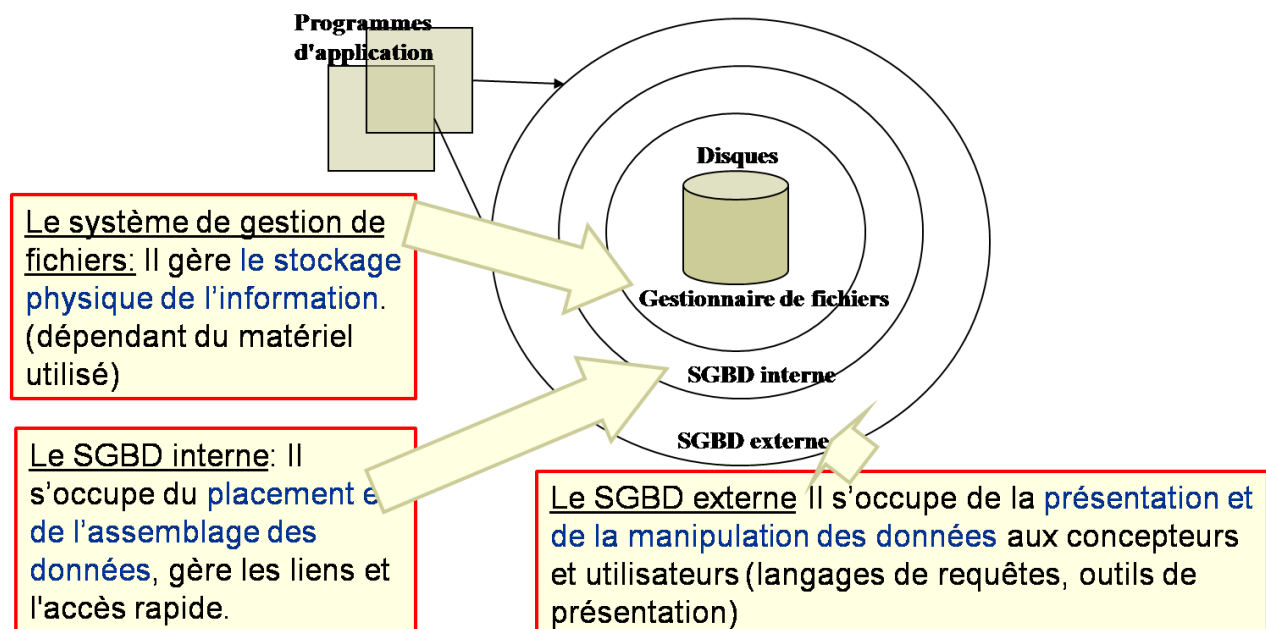 Programmes
d'application
Disques
Gestionnaire de fichiers
SGBD interne
SGBD externe
Le système de gestion de
fichiers: Il gère le stockage
physique de l'information.
(dépendant du matériel
utilisé)
Le SGBD interne: Il
s'occupe du placement e
de l'assemblage des
données, gère les liens et
l'accès rapide.
Le SGBD externe Il s'occupe de la présentation et
de la manipulation des données aux concepteurs
et utilisateurs (langages de requêtes, outils de
présentation)